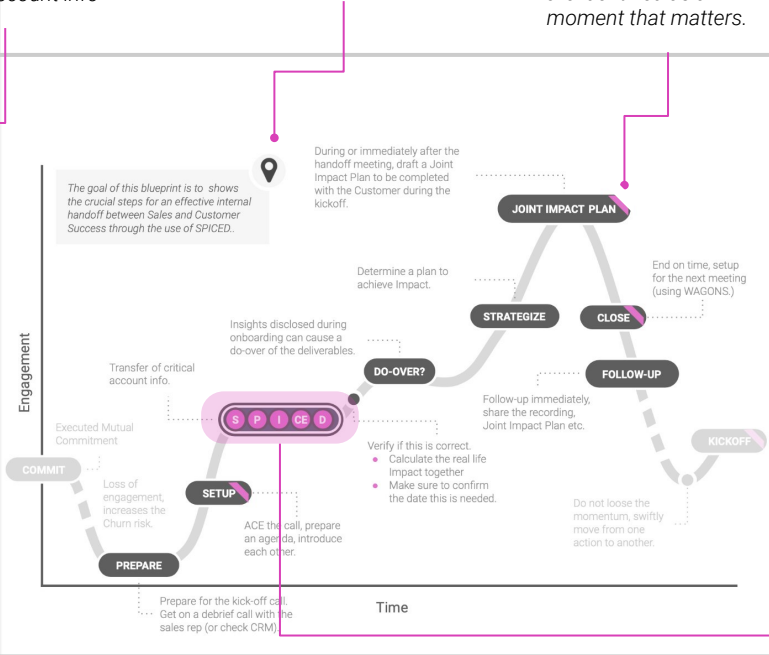 account info
moment that matters.
The goal of this blueprint is to  shows
the crucial steps for an effective internal
handoff between Sales and Customer
Success through the use of SPICED..
During or immediately after the
handoff meeting, draft a Joint
Impact Plan to be completed
with the Customer during the
kickoff.
JOINT IMPACT PLAN
Determine a plan to
achieve Impact.
End on time, setup
for the next meeting
(using WAGONS.)
STRATEGIZE
CLOSE
Insights disclosed during
onboarding can cause a
do-over of the deliverables.
DO-OVER?
FOLLOW-UP
Transfer of critical
account info.
S P I CE D
Follow-up immediately,
share the recording,
Joint Impact Plan etc.
Engagement
Executed Mutual
Commitment
COMMIT
KICKOFF
Verify if this is correct.
● Calculate the real life
Impact together
● Make sure to confirm
the date this is needed.
Loss of
engagement,
increases the
Churn risk.
SETUP
ACE the call, prepare
an agenda, introduce
each other.
Do not loose the
momentum, swiftly
move from one
action to another.
PREPARE
Prepare for the kick-off call.
Get on a debrief call with the
sales rep (or check CRM).
Time